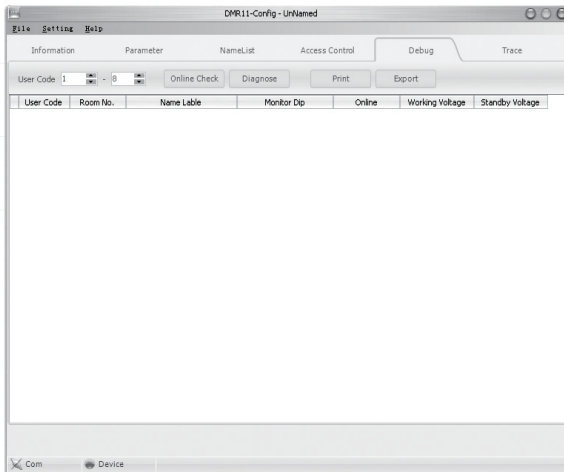 DMR11-Config - UnNamed
File Setting Help
Information Parameter NameList Access Control Debug Trace
User Code 1 - 8 Online Check Diagnose Print Export
User Code Room No. Name Lable Monitor Dip Online Working Voltage Standby Voltage
Com Device